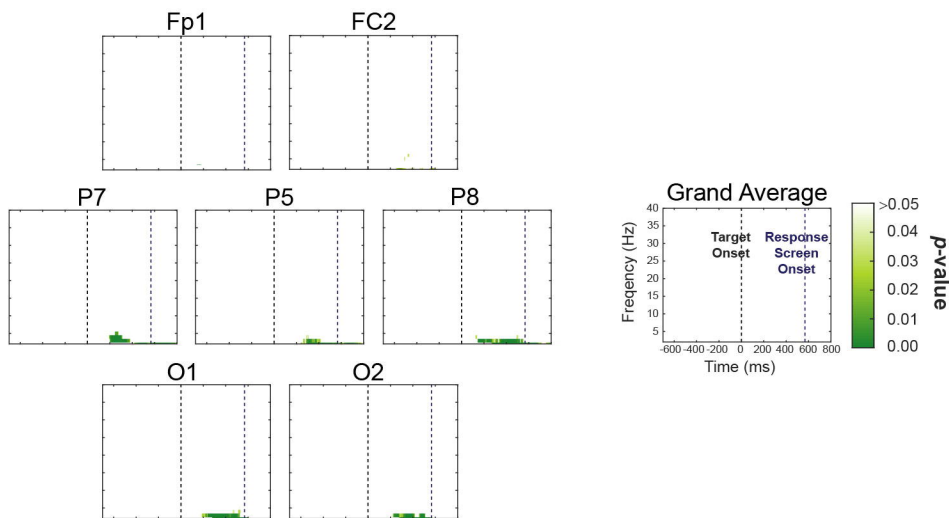 Fp1
FC2
P7
P5
P8
O1
O2
Grand Average
40
35
30
25
20
15
10
5
Freqency (Hz)
Target
Onset
Response
Screen
Onset
-600 -400 -200 0 200 400 600 800
Time (ms)
>0.05
0.04
0.03
0.02
0.01
0.00
p-value